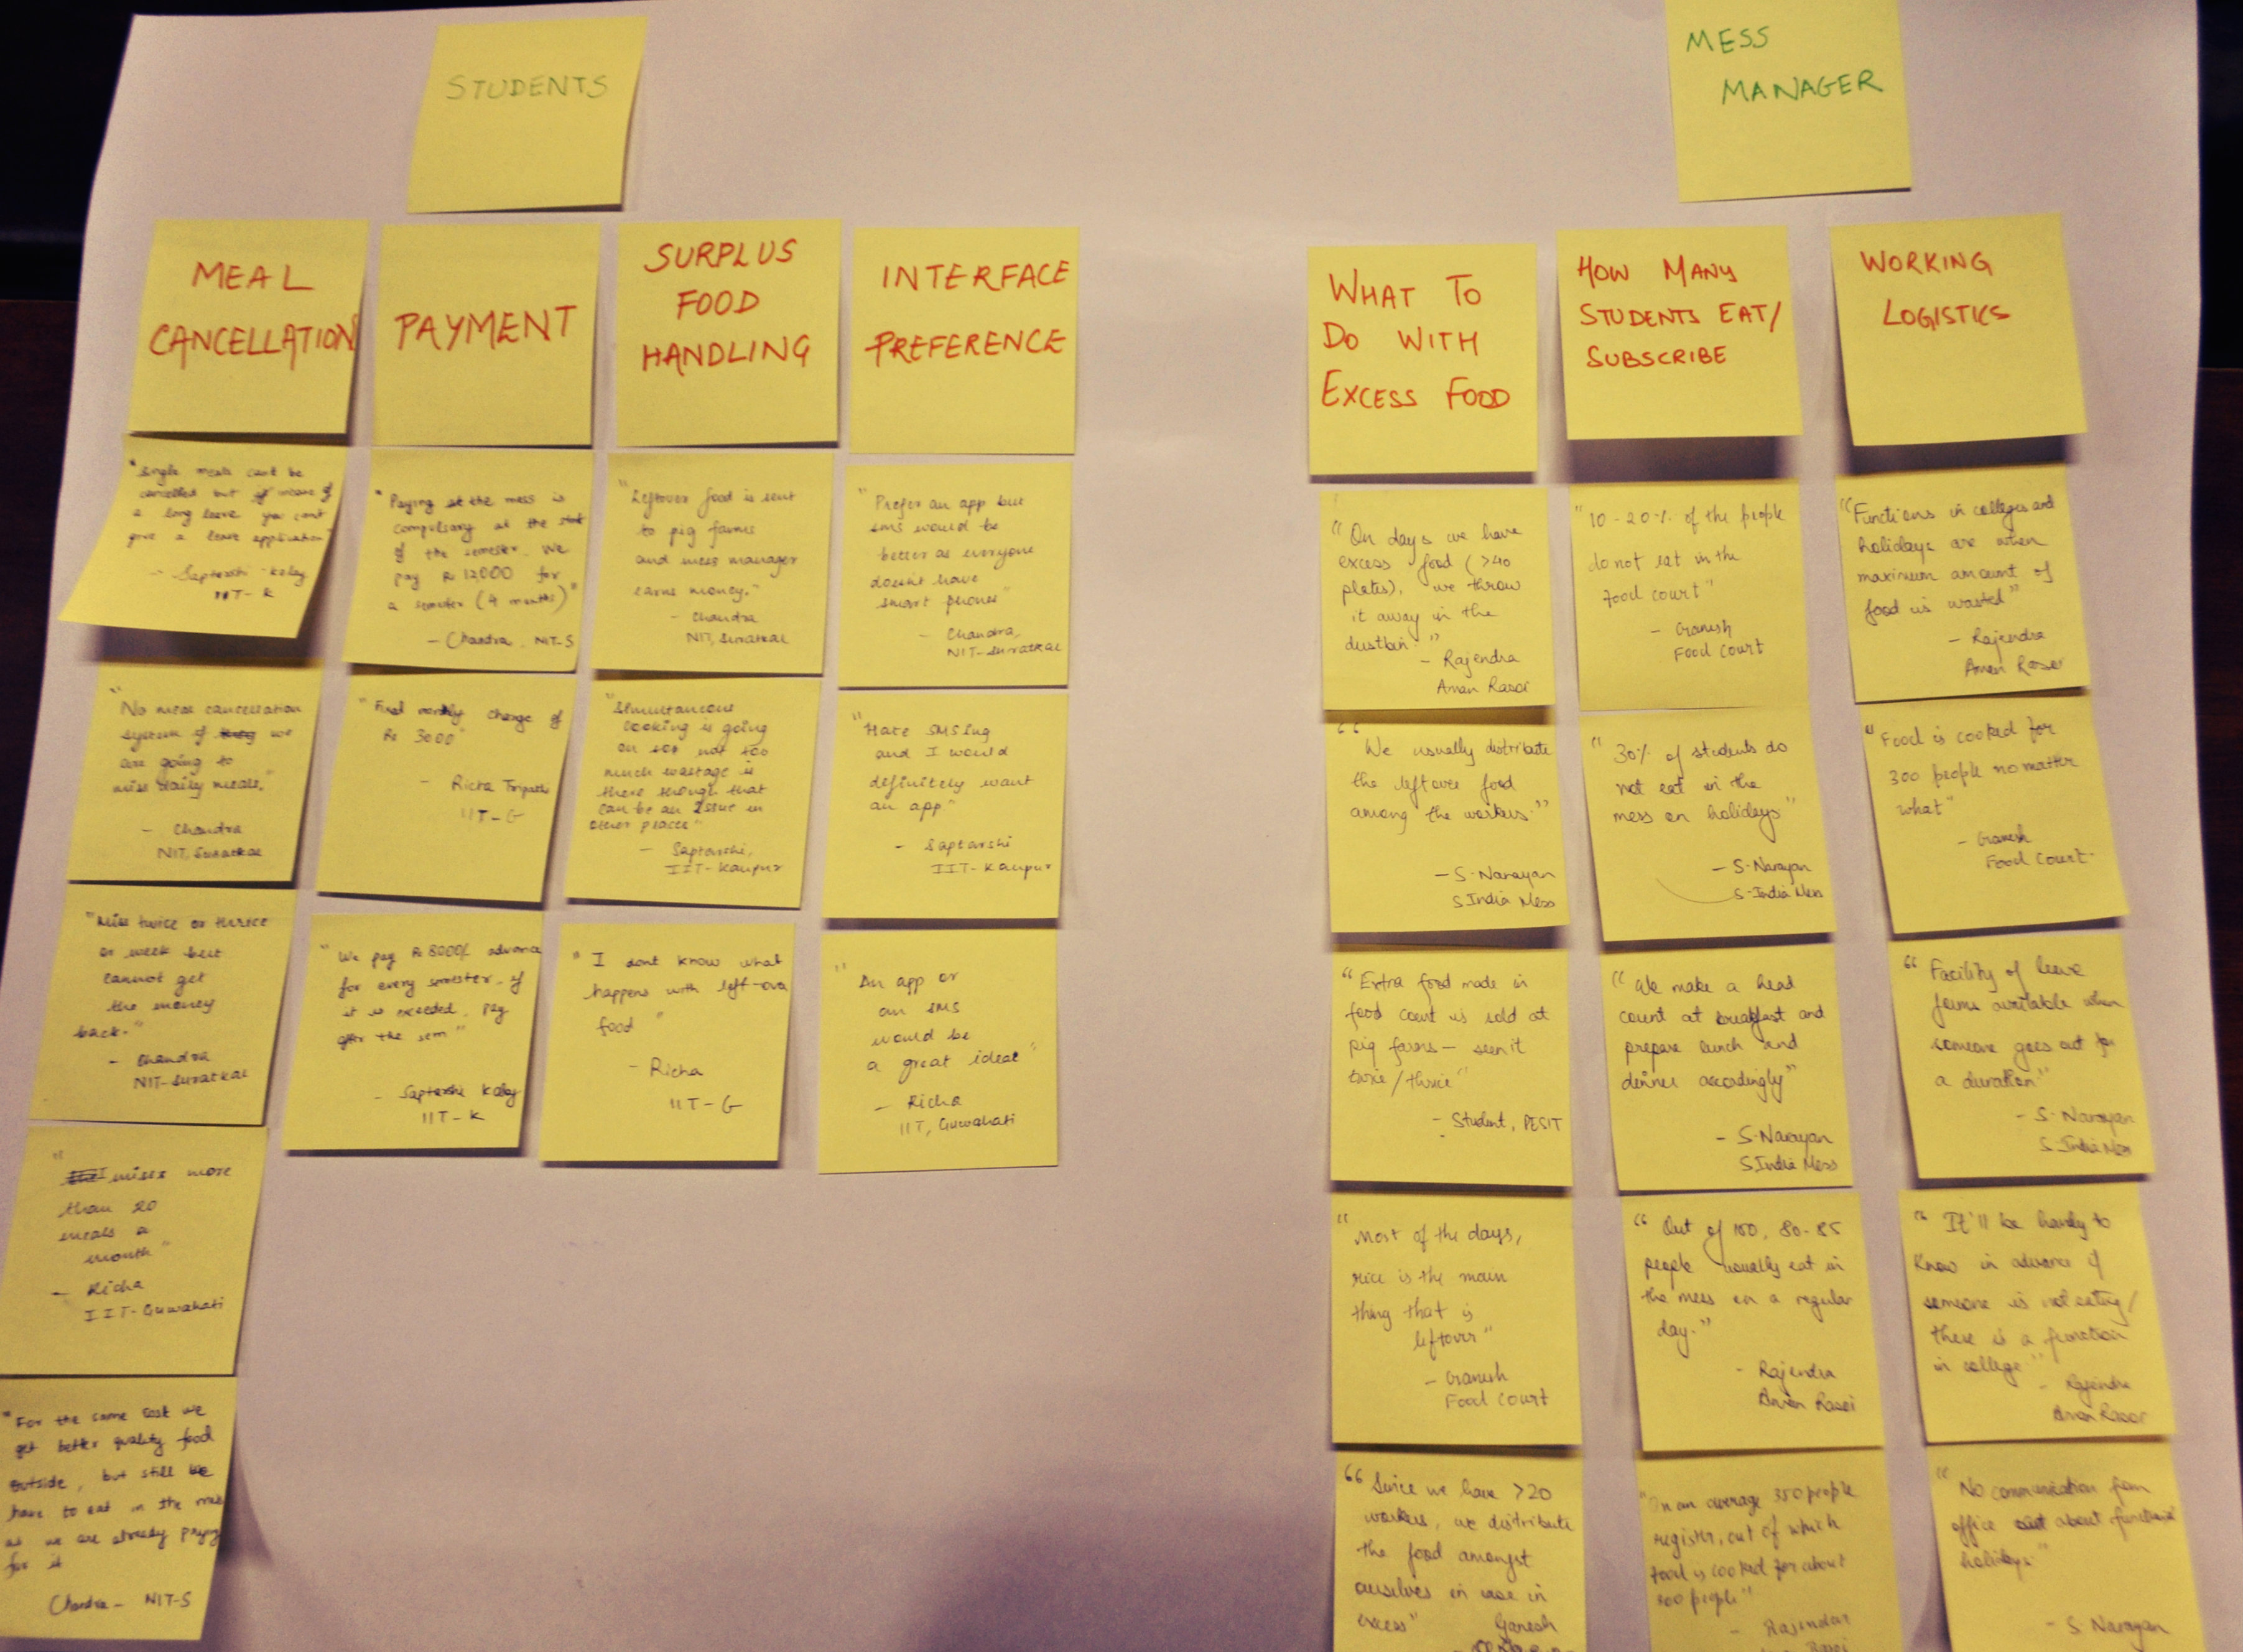 STUDENTS
MEAL
CANCELLATION
"Single meals cant be
cancelled but if incase of
a long leave you cant
give a leave application"
- Saptarshi
IIT-K
"No meal cancellation
system if we
are going to
miss daily meals."
- Chandra
NIT, Suratkal
"Miss twice or thrice
a week but
cannot get
the money
back."
- Chandra
NIT-Suratkal
"I miss more
than 20
meals a
month"
- Richa
IIT-Guwahati
"For the same cost we
get better quality food
outside, but still we
have to eat in the mess
as we are already paying
for it
Chandra - NIT-S
PAYMENT
"Paying at the mess is
compulsory at the
of the semester. We
pay Rs 12,000 for
a semester (4 months)"
- Chandra, NIT-S
"Fixed monthly charge of
Rs 3000"
- Richa Tripathi
IIT-G
"We pay Rs 8000/- advance
for every semester, if
it is exceeded, pay
after the sem"
- Saptarshi
IIT-K
SURPLUS
FOOD
HANDLING
"Leftover food is sent
to pig farms
and mess manager
earns money."
- Chandra
NIT, Suratkal
"Simultaneous
cooking is going
on so not too
much wastage is
there though that
can be an issue in
other places"
- Saptarshi,
IIT-Kanpur
"I dont know what
happens with left-over
food"
- Richa
IIT-G
INTERFACE
PREFERENCE
"Prefer an app but
sms would be
better as everyone
doesnt have
smart phones"
- Chandra,
NIT-Suratkal
"Hate SMSing
and I would
definitely want
an app"
- Saptarshi
IIT-Kanpur
"An app or
an SMS
would be
a great idea!"
- Richa
IIT, Guwahati
MESS
MANAGER
WHAT TO
DO WITH
EXCESS FOOD
"On days we have
excess food (>40
plates), we throw
it away in the
dustbin."
- Rajendra
Aman Rasoi
"We usually distribute
the leftover food
among the workers."
- S. Narayan
S.India Mess
"Extra food made in
food court is sold at
pig farms - seen it
twice/thrice"
- Student, PESIT
"Most of the days,
rice is the main
thing that is
leftover"
- Ganesh
Food Court
"Since we have >20
workers, we distribute
the food amongst
ourselves in case in
excess"
Ganesh
HOW MANY
STUDENTS EAT/
SUBSCRIBE
"10-20% of the people
do not eat in the
food court"
- Ganesh
Food Court
"30% of students do
not eat in the
mess on holidays"
- S. Narayan
S. India Mess
"We make a head
count at breakfast and
prepare lunch and
dinner accordingly"
- S. Narayan
S.India Mess
"Out of 100, 80-85
people usually eat in
the mess on a regular
day."
- Rajendra
Aman Rasoi
"On an average 350 people
register, out of which
food is cooked for about
300 people"
- Rajendar
Rasoi
WORKING
LOGISTICS
"Functions in colleges and
holidays are when
maximum amount of
food is wasted"
- Rajendra
Aman Rasoi
"Food is cooked for
300 people no matter
what"
- Ganesh
Food Court
"Facility of leave
forms available when
someone goes out for
a duration"
- S. Narayan
S. India Mess
"It'll be handy to
know in advance if
someone is not eating/
there is a function
in college"
- Rajendra
Aman Rasoi
"No communication from
office about functions
holidays"
- S Narayan